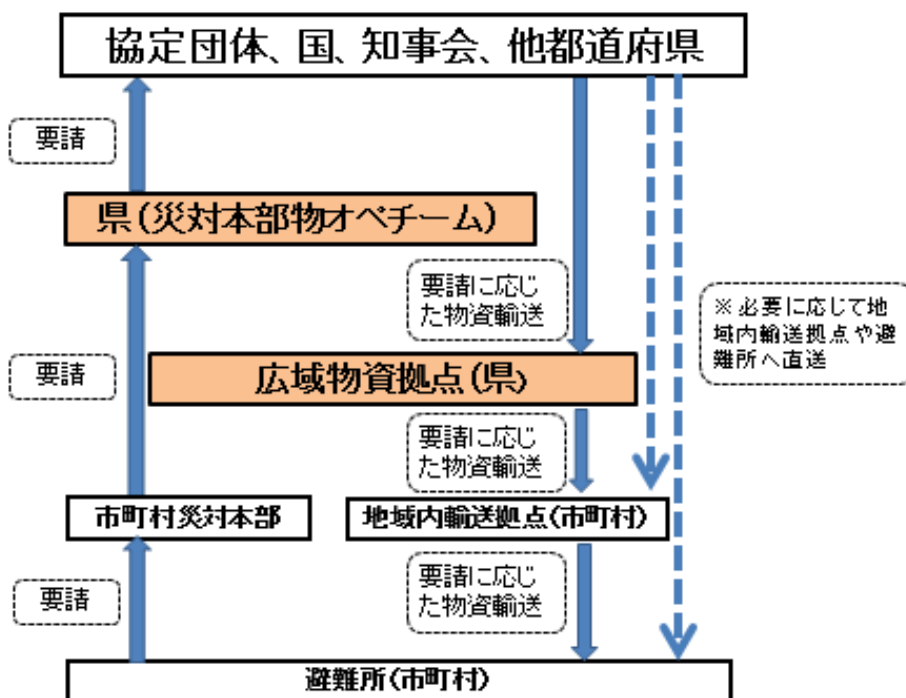 協定団体、国、知事会、他都道府県
要請
県(災対本部物オペチーム)
要請に応じ
た物資輸送
※必要に応じて地
域内輸送拠点や避
難所へ直送
要請
広域物資拠点(県)
要請に応じ
た物資輸送
市町村災対本部
地域内輸送拠点(市町村)
要請
要請に応じ
た物資輸送
避難所(市町村)